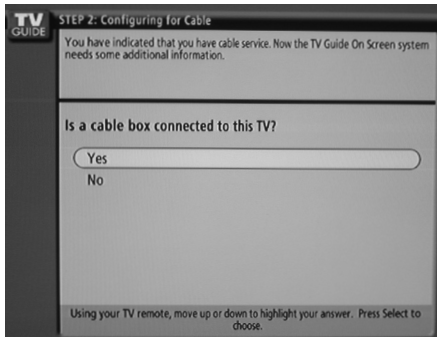 TV
GUIDE
STEP 2: Configuring for Cable
You have indicated that you have cable service. Now the TV Guide On Screen system
needs some additional information.
Is a cable box connected to this TV?
Yes
No
Using your TV remote, move up or down to highlight your answer. Press Select to
choose.